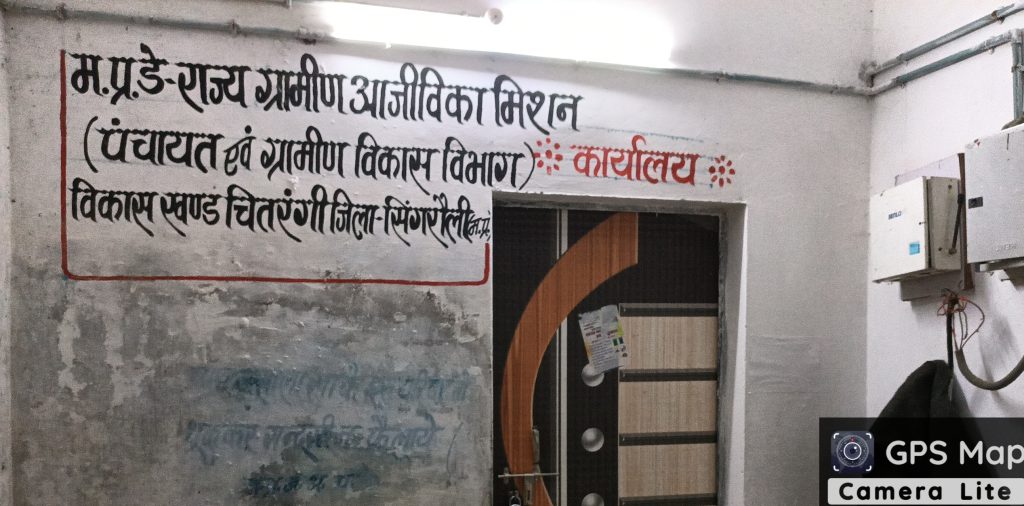 म.प्र.डे-राज्य ग्रामीण आजीविका मिशन
(पंचायत एवं ग्रामीण विकास विभाग) कार्यालय
विकास खण्ड चितरंगी जिला-सिंगरौली म.प्र.
GPS Map
Camera Lite